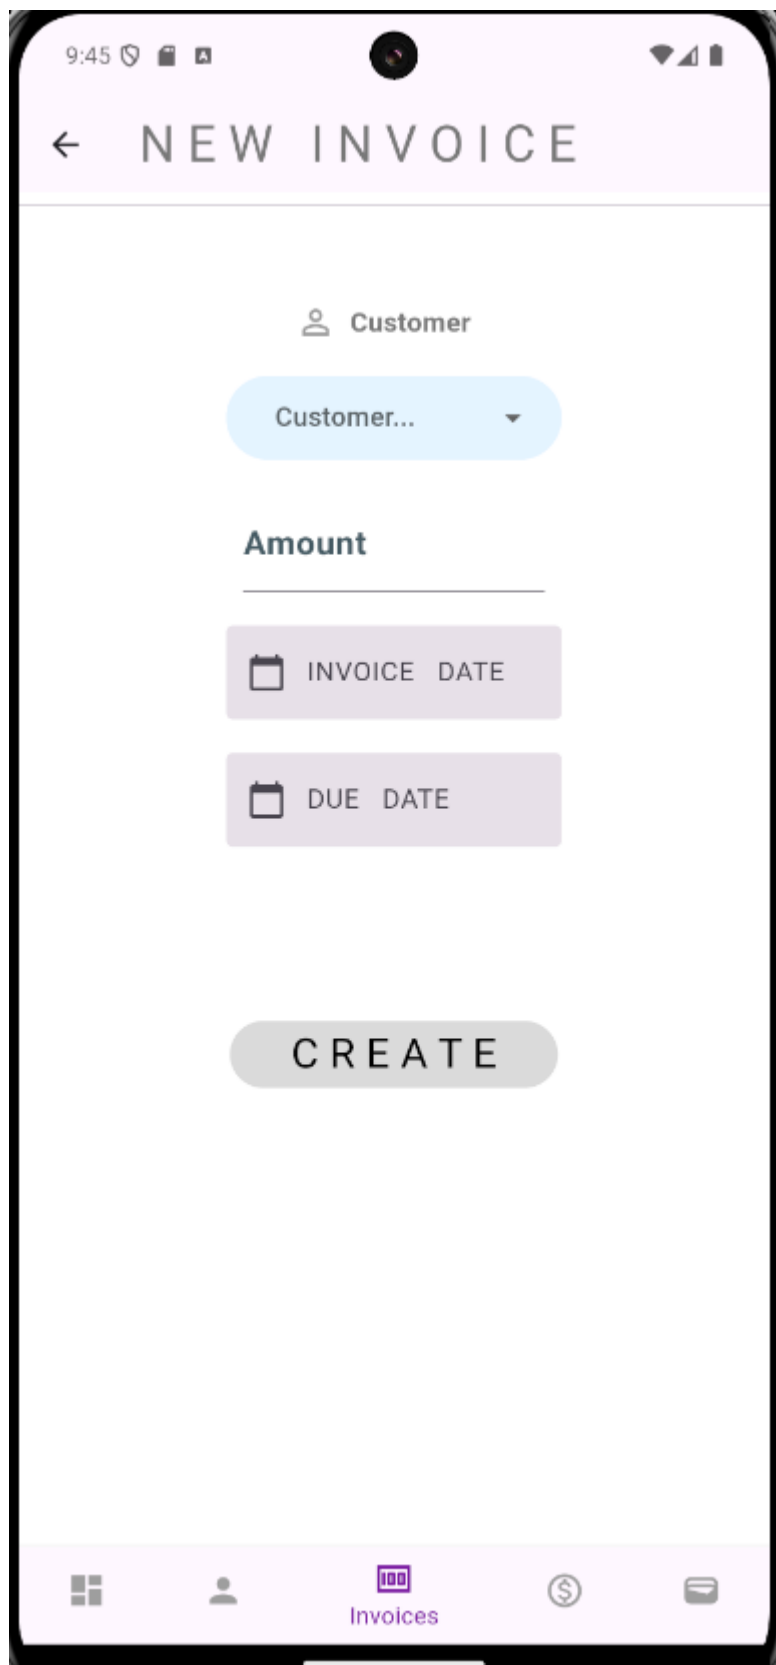 9:45
NEW INVOICE
Customer
Customer...
Amount
INVOICE DATE
DUE DATE
CREATE
Invoices